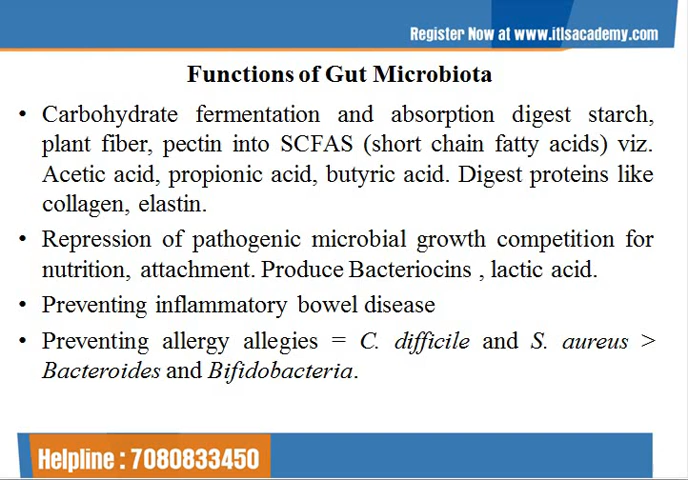 Register Now at www.itlsacademy.com
Functions of Gut Microbiota
• Carbohydrate fermentation and absorption digest starch,
plant fiber, pectin into SCFAS (short chain fatty acids) viz.
Acetic acid, propionic acid, butyric acid. Digest proteins like
collagen, elastin.
• Repression of pathogenic microbial growth competition for
nutrition, attachment. Produce Bacteriocins , lactic acid.
• Preventing inflammatory bowel disease
• Preventing allergy allegies = C. difficile and S. aureus >
Bacteroides and Bifidobacteria.
Helpline : 7080833450